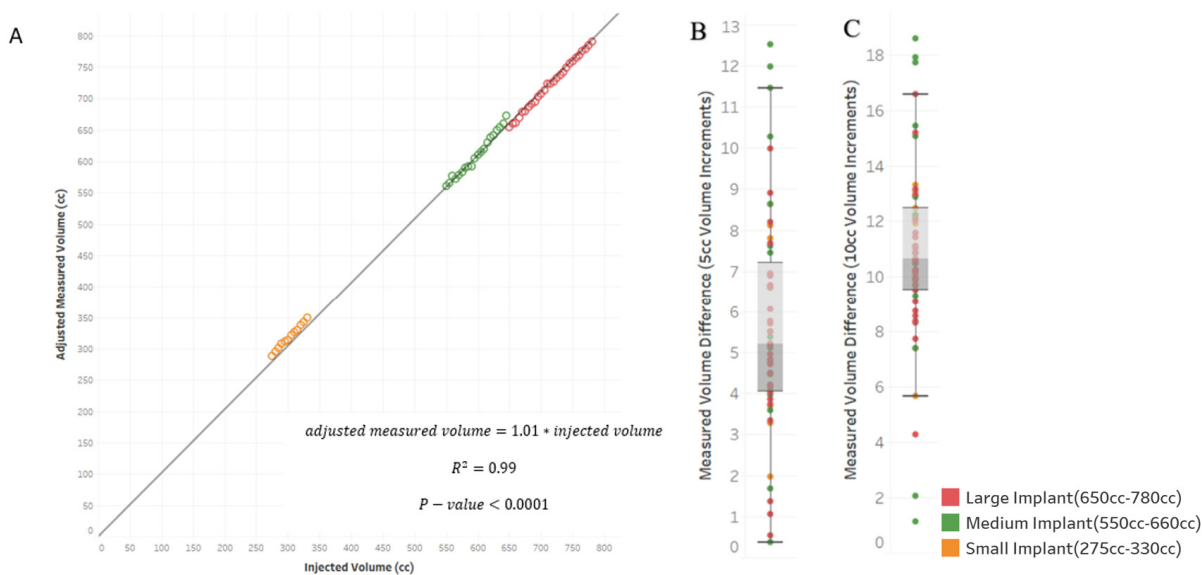 A
Adjusted Measured Volume (cc)
800
750
700
650
600
550
500
450
400
350
300
250
200
150
100
50
0
0 50 100 150 200 250 300 350 400 450 500 550 600 650 700 750 800
Injected Volume (cc)
adjusted measured volume = 1.01 * injected volume
R² = 0.99
P − value < 0.0001
B
Measured Volume Difference (5cc Volume Increments)
13
12
11
10
9
8
7
6
5
4
3
2
1
0
C
Measured Volume Difference (10cc Volume Increments)
18
16
14
12
10
8
6
4
2
0
Large Implant(650cc-780cc)
Medium Implant(550cc-660cc)
Small Implant(275cc-330cc)